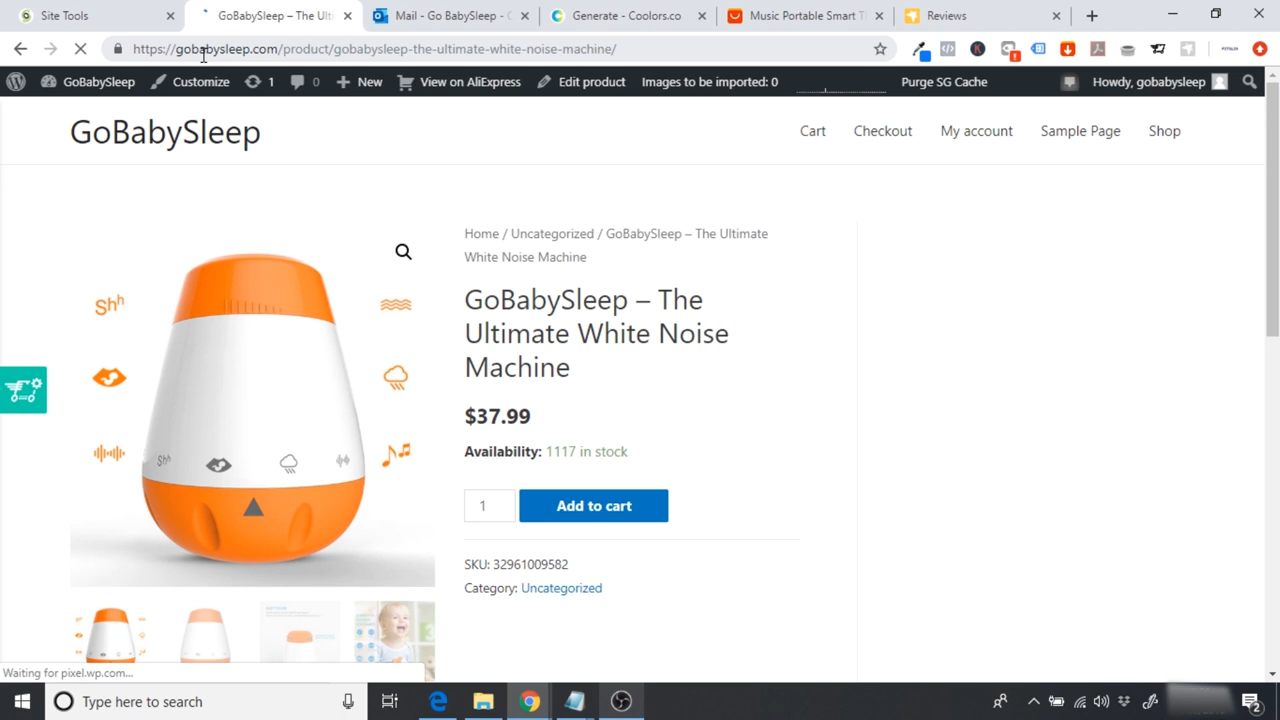 Site Tools
GoBabySleep – The Ult
Mail - Go BabySleep - O
Generate - Coolors.co
Music Portable Smart T
Reviews
https://gobabysleep.com/product/gobabysleep-the-ultimate-white-noise-machine/
GoBabySleep
Customize
1
0
New
View on AliExpress
Edit product
Images to be imported: 0
Purge SG Cache
Howdy, gobabysleep
GoBabySleep
Cart
Checkout
My account
Sample Page
Shop
Home / Uncategorized / GoBabySleep – The Ultimate
White Noise Machine
Shh
GoBabySleep – The
Ultimate White Noise
Machine
$37.99
Availability: 1117 in stock
Shh
1
Add to cart
SKU: 32961009582
Category: Uncategorized
Waiting for pixel.wp.com...
Type here to search
2